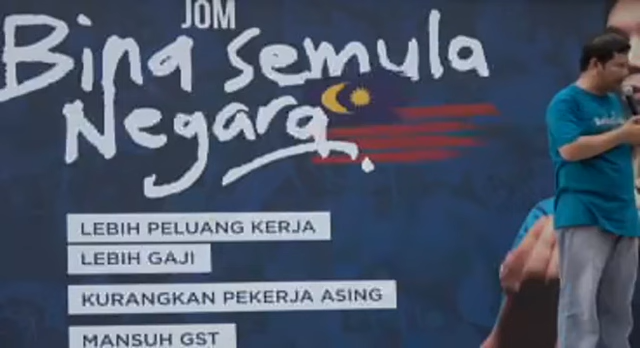 JOM
Bina semula
Negara.
LEBIH PELUANG KERJA
LEBIH GAJI
KURANGKAN PEKERJA ASING
MANSUH GST